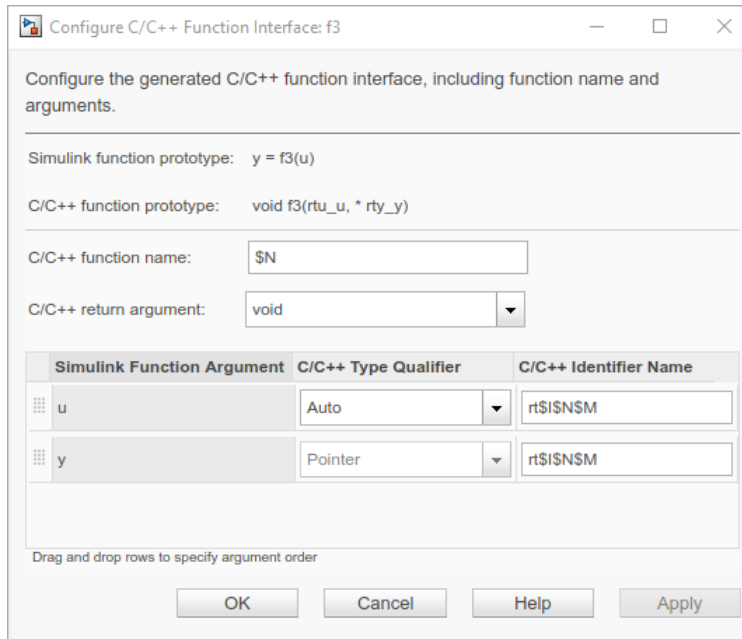 Configure C/C++ Function Interface: f3
Configure the generated C/C++ function interface, including function name and
arguments.
Simulink function prototype: y = f3(u)
C/C++ function prototype: void f3(rtu_u, * rty_y)
C/C++ function name: $N
C/C++ return argument: void
Simulink Function Argument C/C++ Type Qualifier C/C++ Identifier Name
u Auto rt$I$N$M
y Pointer rt$I$N$M
Drag and drop rows to specify argument order
OK Cancel Help Apply